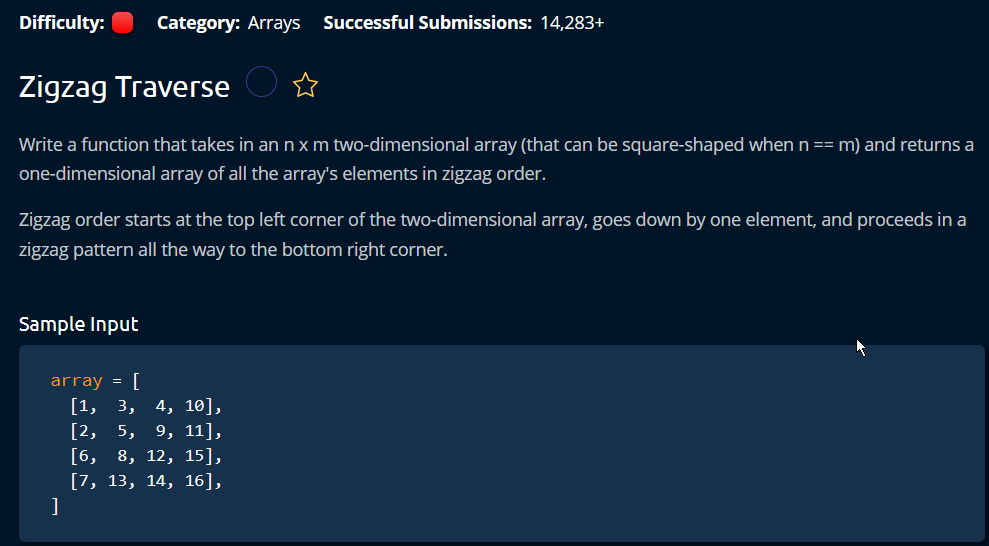 Difficulty: Category: Arrays Successful Submissions: 14,283+
Zigzag Traverse
Write a function that takes in an n x m two-dimensional array (that can be square-shaped when n == m) and returns a
one-dimensional array of all the array's elements in zigzag order.
Zigzag order starts at the top left corner of the two-dimensional array, goes down by one element, and proceeds in a
zigzag pattern all the way to the bottom right corner.
Sample Input
array = [
[1, 3, 4, 10],
[2, 5, 9, 11],
[6, 8, 12, 15],
[7, 13, 14, 16],
]